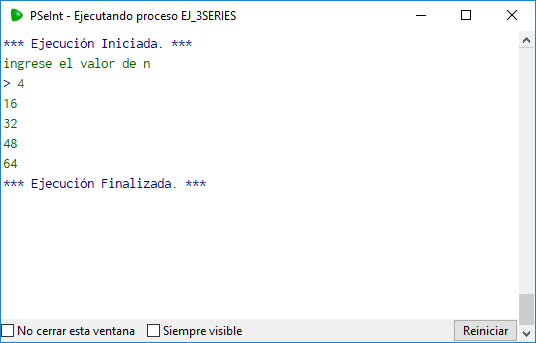 PSeInt - Ejecutando proceso EJ_3SERIES
*** Ejecución Iniciada. ***
ingrese el valor de n
> 4
16
32
48
64
*** Ejecución Finalizada. ***
No cerrar esta ventana Siempre visible Reiniciar